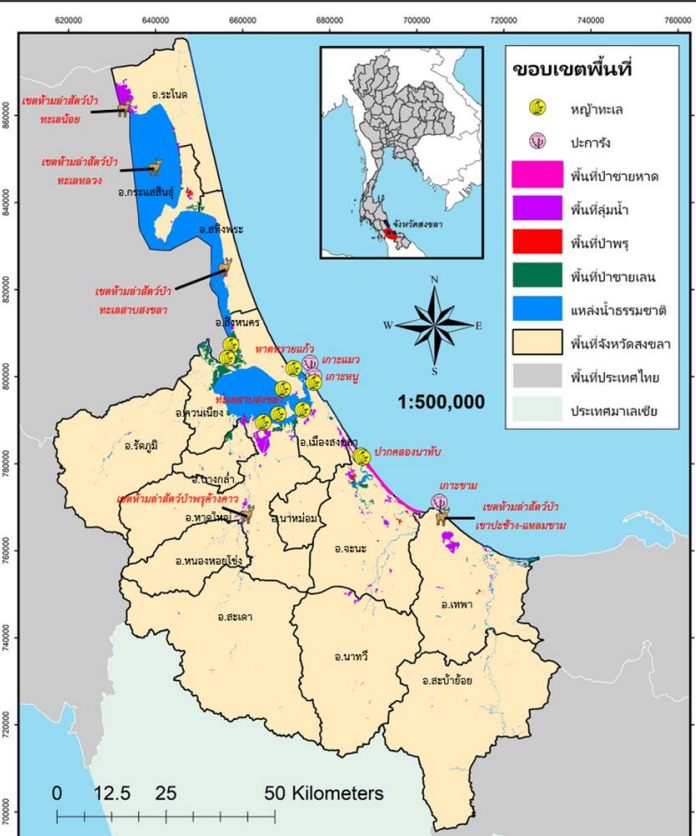 620000 640000 660000 680000 700000 720000 740000 760000
860000
840000
820000
800000
780000
760000
740000
720000
700000
860000
840000
820000
800000
780000
760000
740000
720000
700000
อ.ระโนด
เขตห้ามล่าสัตว์ป่า
ทะเลน้อย
เขตห้ามล่าสัตว์ป่า
ทะเลหลวง
อ.กระแสสินธุ์
อ.สทิงพระ
เขตห้ามล่าสัตว์ป่า
ทะเลสาบสงขลา
อ.สิงหนคร
หาดทรายแก้ว
เกาะแมว
เกาะหนู
ทะเลสาบสงขลา
อ.ควนเนียง
อ.รัตภูมิ
อ.เมืองสงขลา
ปากคลองนาทับ
อ.บางกล่ำ
เขตห้ามล่าสัตว์ป่าพรุค้างคาว
อ.หาดใหญ่
อ.นาหม่อม
เกาะขาม
เขตห้ามล่าสัตว์ป่า
เขาปะช้าง-แหลมขาม
อ.จะนะ
อ.หนองหอยโข่ง
อ.เทพา
อ.สะเดา
อ.นาทวี
อ.สะบ้าย้อย
จังหวัดสงขลา
N
W E
S
1:500,000
ขอบเขตพื้นที่
หญ้าทะเล
ปะการัง
พื้นที่ป่าชายหาด
พื้นที่ลุ่มน้ำ
พื้นที่ป่าพรุ
พื้นที่ป่าชายเลน
แหล่งน้ำธรรมชาติ
พื้นที่จังหวัดสงขลา
พื้นที่ประเทศไทย
ประเทศมาเลเซีย
0 12.5 25 50 Kilometers